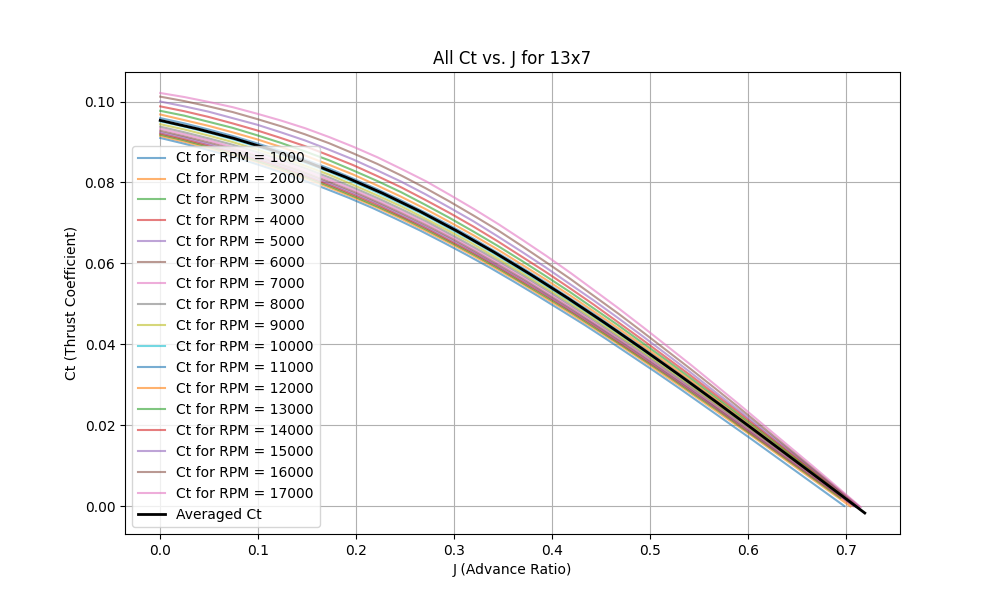 All Ct vs. J for 13x7
Ct (Thrust Coefficient)
0.10
0.08
0.06
0.04
0.02
0.00
Ct for RPM = 1000
Ct for RPM = 2000
Ct for RPM = 3000
Ct for RPM = 4000
Ct for RPM = 5000
Ct for RPM = 6000
Ct for RPM = 7000
Ct for RPM = 8000
Ct for RPM = 9000
Ct for RPM = 10000
Ct for RPM = 11000
Ct for RPM = 12000
Ct for RPM = 13000
Ct for RPM = 14000
Ct for RPM = 15000
Ct for RPM = 16000
Ct for RPM = 17000
Averaged Ct
0.0 0.1 0.2 0.3 0.4 0.5 0.6 0.7
J (Advance Ratio)